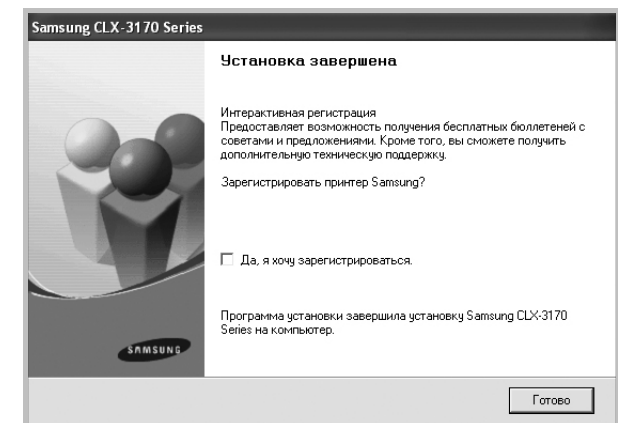 Samsung CLX-3170 Series
Установка завершена
Интерактивная регистрация
Предоставляет возможность получения бесплатных бюллетеней с
советами и предложениями. Кроме того, вы сможете получить
дополнительную техническую поддержку.
Зарегистрировать принтер Samsung?
Да, я хочу зарегистрироваться.
Программа установки завершила установку Samsung CLX-3170
Series на компьютер.
SAMSUNG
Готово